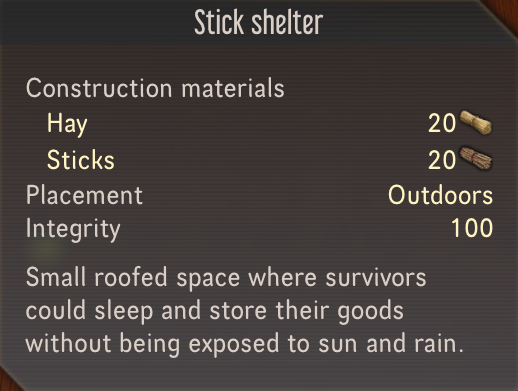 Stick shelter
Construction materials
Hay 20
Sticks 20
Placement Outdoors
Integrity 100
Small roofed space where survivors
could sleep and store their goods
without being exposed to sun and rain.